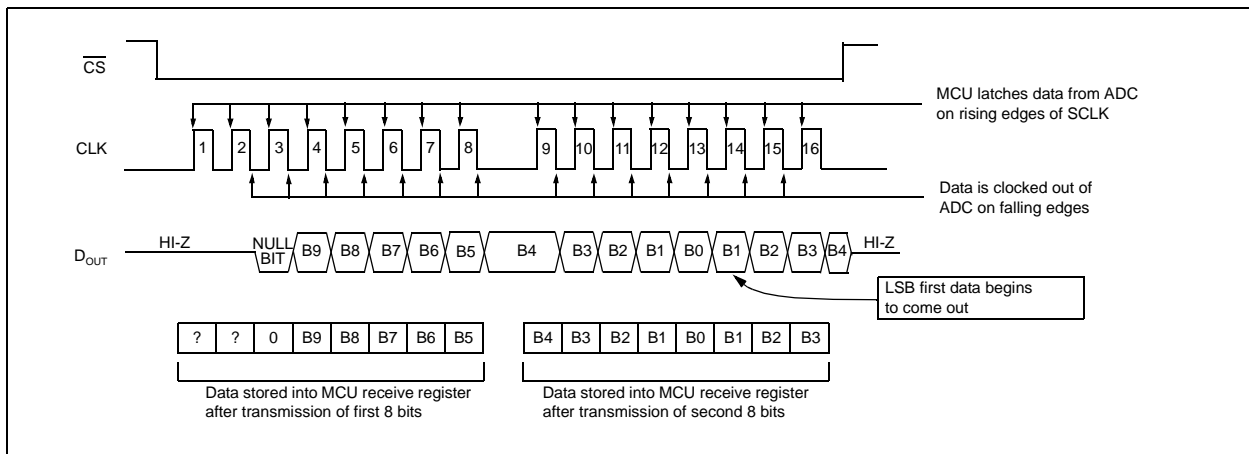 CS
MCU latches data from ADC
on rising edges of SCLK
CLK
1 2 3 4 5 6 7 8 9 10 11 12 13 14 15 16
Data is clocked out of
ADC on falling edges
DOUT
HI-Z
NULL
BIT
B9 B8 B7 B6 B5 B4 B3 B2 B1 B0 B1 B2 B3 B4
HI-Z
LSB first data begins
to come out
? ? 0 B9 B8 B7 B6 B5
B4 B3 B2 B1 B0 B1 B2 B3
Data stored into MCU receive register
after transmission of first 8 bits
Data stored into MCU receive register
after transmission of second 8 bits